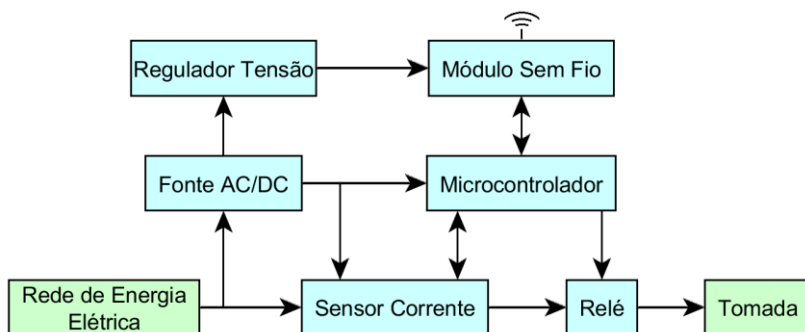 Regulador Tensão
Módulo Sem Fio
Fonte AC/DC
Microcontrolador
Rede de Energia
Elétrica
Sensor Corrente
Relé
Tomada